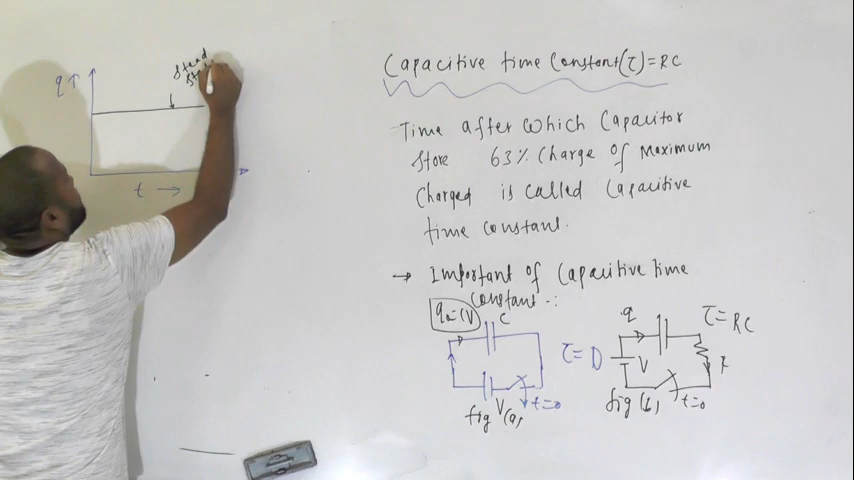 Capacitive time Constant (τ) = RC
Time after which Capacitor
Store 63% Charge of Maximum
Charged is called Capacitive
time constant.
→ Important of Capacitive time
Constant -:
q↑
t →
q = CV
C
V
t=0
fig (a)
τ = 0
q
τ = RC
V
R
t=0
fig (b)